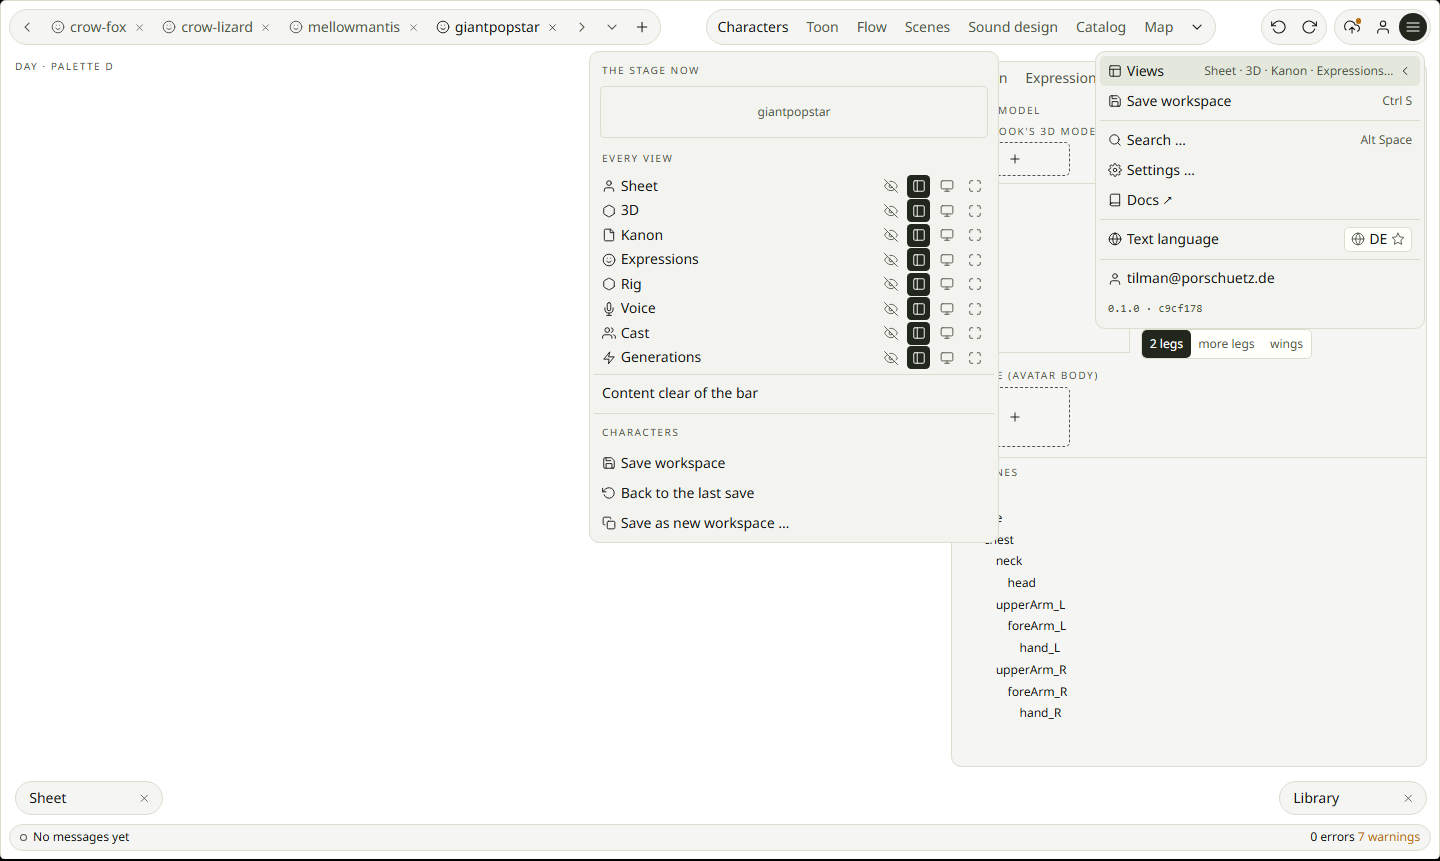 crow-fox crow-lizard mellowmantis giantpopstar Characters Toon Flow Scenes Sound design Catalog Map
DAY · PALETTE D
THE STAGE NOW
giantpopstar
EVERY VIEW
Sheet
3D
Kanon
Expressions
Rig
Voice
Cast
Generations
Content clear of the bar
CHARACTERS
Save workspace
Back to the last save
Save as new workspace ...
n Expression
MODEL
OOK'S 3D MODE
Views Sheet · 3D · Kanon · Expressions...
Save workspace Ctrl S
Search ... Alt Space
Settings ...
Docs ↗
Text language DE
tilman@porschuetz.de
0.1.0 · c9cf178
2 legs more legs wings
E (AVATAR BODY)
NES
e
chest
neck
head
upperArm_L
foreArm_L
hand_L
upperArm_R
foreArm_R
hand_R
Sheet Library
No messages yet 0 errors 7 warnings